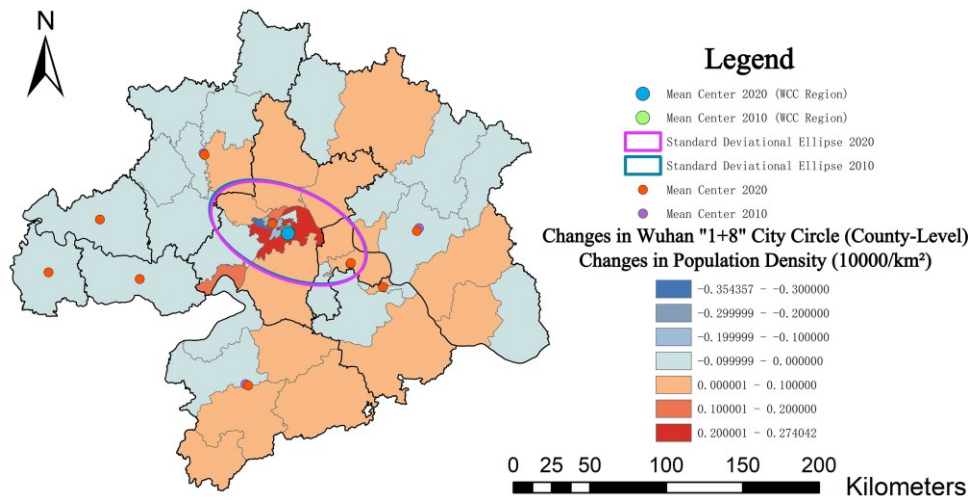 N
Legend
Mean Center 2020 (WCC Region)
Mean Center 2010 (WCC Region)
Standard Deviational Ellipse 2020
Standard Deviational Ellipse 2010
Mean Center 2020
Mean Center 2010
Changes in Wuhan "1+8" City Circle (County-Level)
Changes in Population Density (10000/km²)
-0.354357 - -0.300000
-0.299999 - -0.200000
-0.199999 - -0.100000
-0.099999 - 0.000000
0.000001 - 0.100000
0.100001 - 0.200000
0.200001 - 0.274042
0 25 50 100 150 200
Kilometers